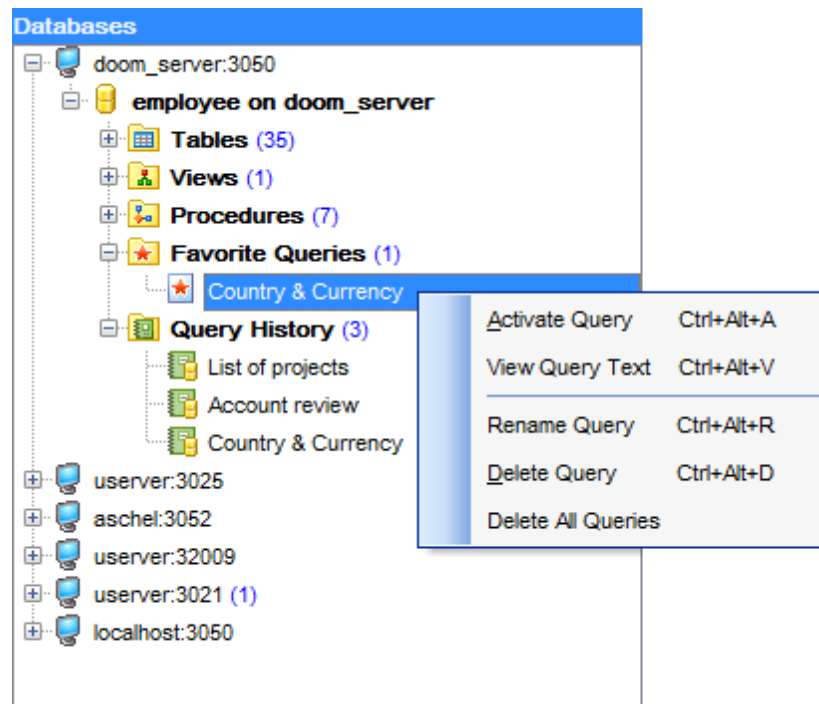 Databases
doom_server:3050
employee on doom_server
Tables (35)
Views (1)
Procedures (7)
Favorite Queries (1)
Country & Currency
Query History (3)
List of projects
Account review
Country & Currency
userver:3025
aschel:3052
userver:32009
userver:3021 (1)
localhost:3050
Activate Query Ctrl+Alt+A
View Query Text Ctrl+Alt+V
Rename Query Ctrl+Alt+R
Delete Query Ctrl+Alt+D
Delete All Queries